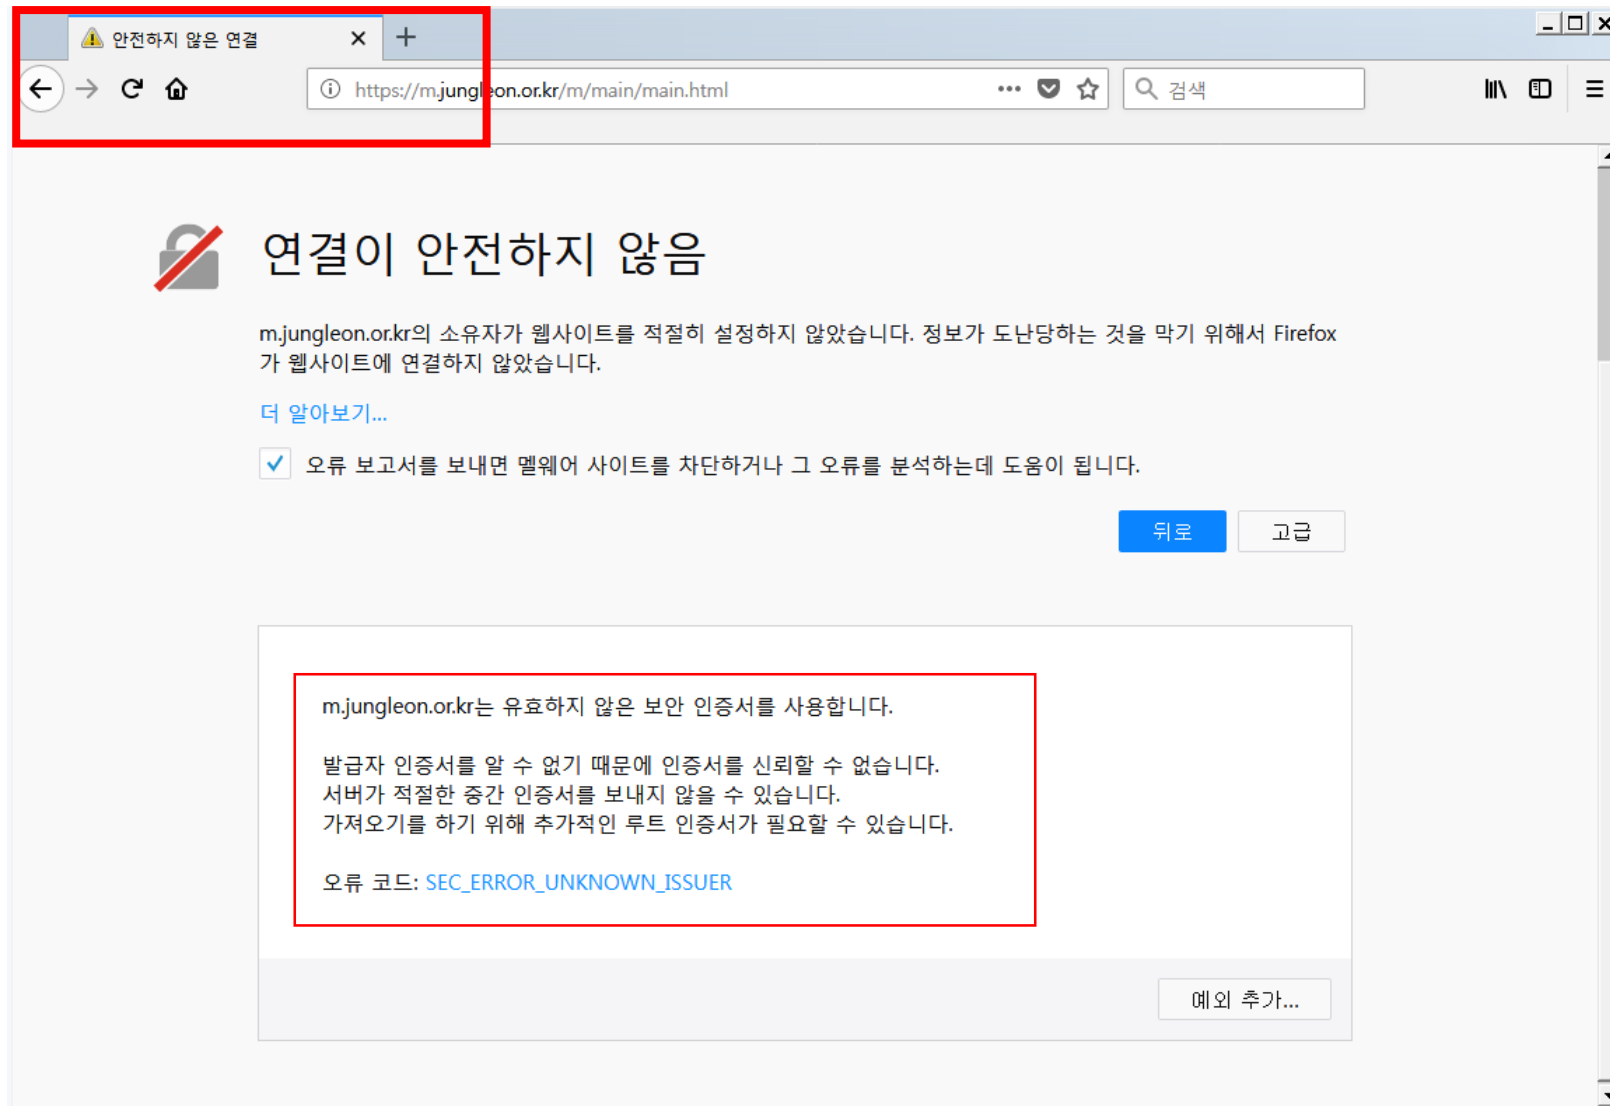 안전하지 않은 연결
https://m.jungleon.or.kr/m/main/main.html
검색
연결이 안전하지 않음
m.jungleon.or.kr의 소유자가 웹사이트를 적절히 설정하지 않았습니다. 정보가 도난당하는 것을 막기 위해서 Firefox
가 웹사이트에 연결하지 않았습니다.
더 알아보기...
오류 보고서를 보내면 멜웨어 사이트를 차단하거나 그 오류를 분석하는데 도움이 됩니다.
뒤로
고급
m.jungleon.or.kr는 유효하지 않은 보안 인증서를 사용합니다.
발급자 인증서를 알 수 없기 때문에 인증서를 신뢰할 수 없습니다.
서버가 적절한 중간 인증서를 보내지 않을 수 있습니다.
가져오기를 하기 위해 추가적인 루트 인증서가 필요할 수 있습니다.
오류 코드: SEC_ERROR_UNKNOWN_ISSUER
예외 추가...